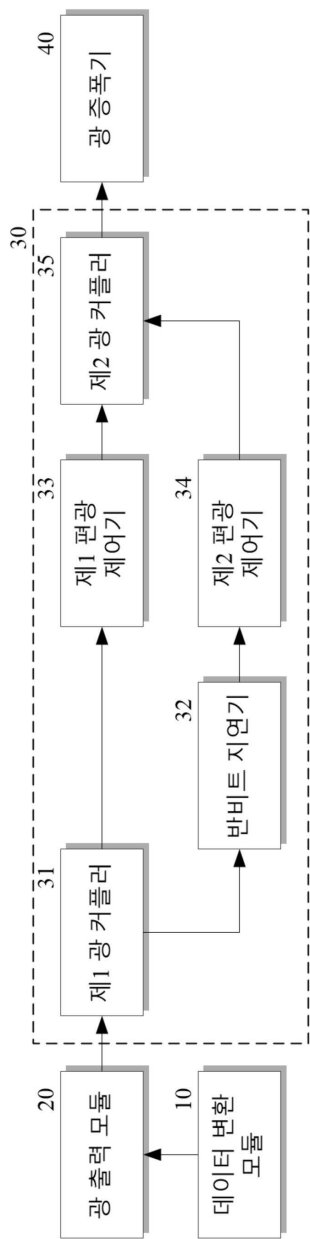 20
광 출력 모듈
10
데이터 변환
모듈
30
31
제1 광 커플러
32
반비트 지연기
33
제1 편광
제어기
34
제2 편광
제어기
35
제2 광 커플러
40
광 증폭기